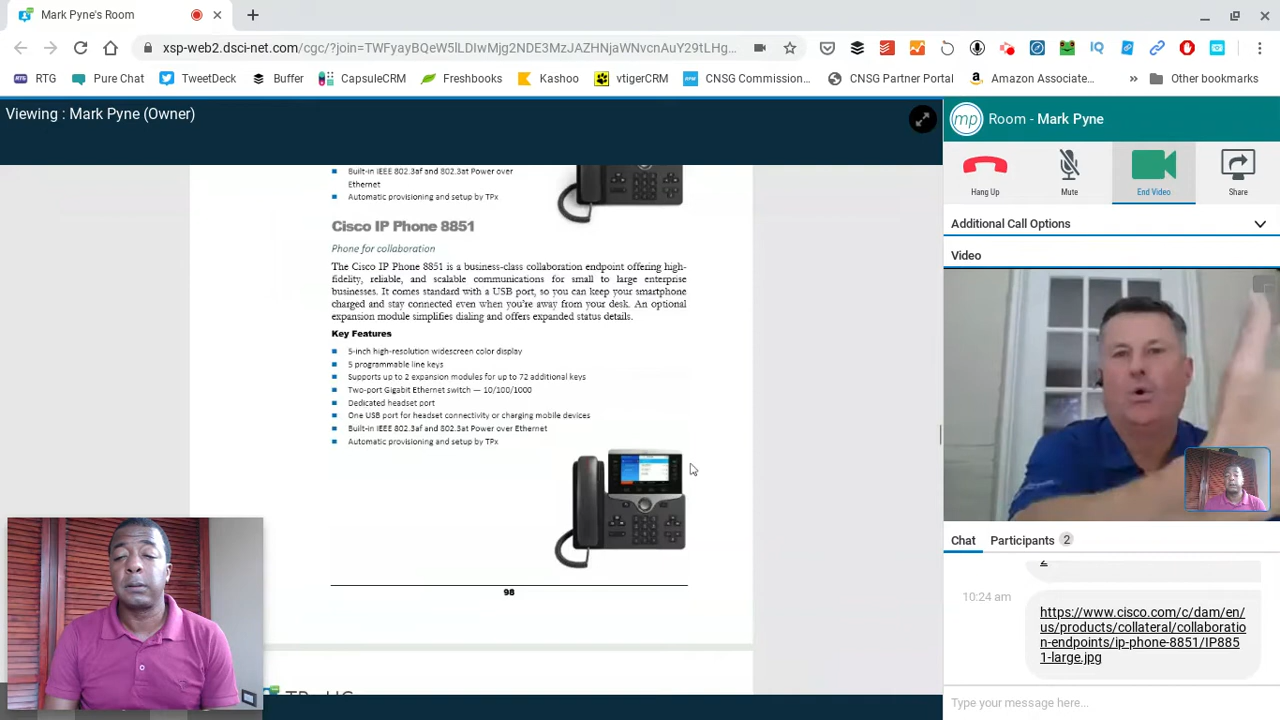 Mark Pyne's Room
xsp-web2.dsci-net.com/cgc/?join=TWFyayBQeW5lLDIwMjg2NDE3MzJAZHNjaWNvcnAuY29tLHg...
RTG Pure Chat TweetDeck Buffer CapsuleCRM Freshbooks Kashoo vtigerCRM CNSG Commission... CNSG Partner Portal Amazon Associate... » Other bookmarks
Viewing : Mark Pyne (Owner)
mp Room - Mark Pyne
Hang Up Mute End Video Share
Additional Call Options
Video
Built-in IEEE 802.3af and 802.3at Power over
Ethernet
Automatic provisioning and setup by TPx
Cisco IP Phone 8851
Phone for collaboration
The Cisco IP Phone 8851 is a business-class collaboration endpoint offering high-
fidelity, reliable, and scalable communications for small to large enterprise
businesses. It comes standard with a USB port, so you can keep your smartphone
charged and stay connected even when you're away from your desk. An optional
expansion module simplifies dialing and offers expanded status details.
Key Features
5-inch high-resolution widescreen color display
5 programmable line keys
Supports up to 2 expansion modules for up to 72 additional keys
Two-port Gigabit Ethernet switch — 10/100/1000
Dedicated headset port
One USB port for headset connectivity or charging mobile devices
Built-in IEEE 802.3af and 802.3at Power over Ethernet
Automatic provisioning and setup by TPx
98
Chat Participants 2
2
10:24 am
https://www.cisco.com/c/dam/en/
us/products/collateral/collaboratio
n-endpoints/ip-phone-8851/IP885
1-large.jpg
Type your message here...